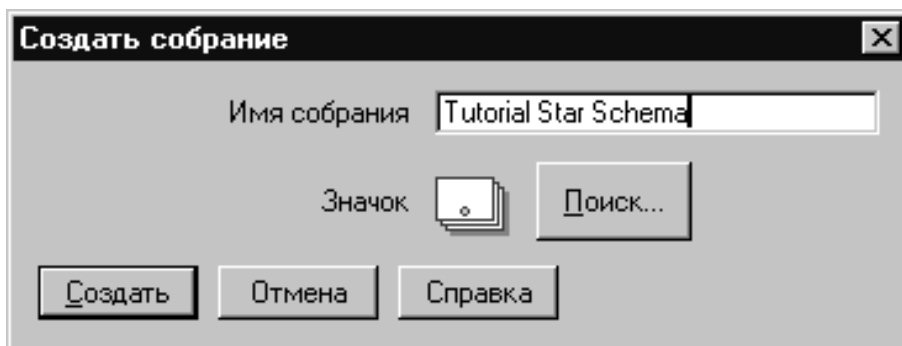 Создать собрание
Имя собрания Tutorial Star Schema
Значок Поиск...
Создать Отмена Справка